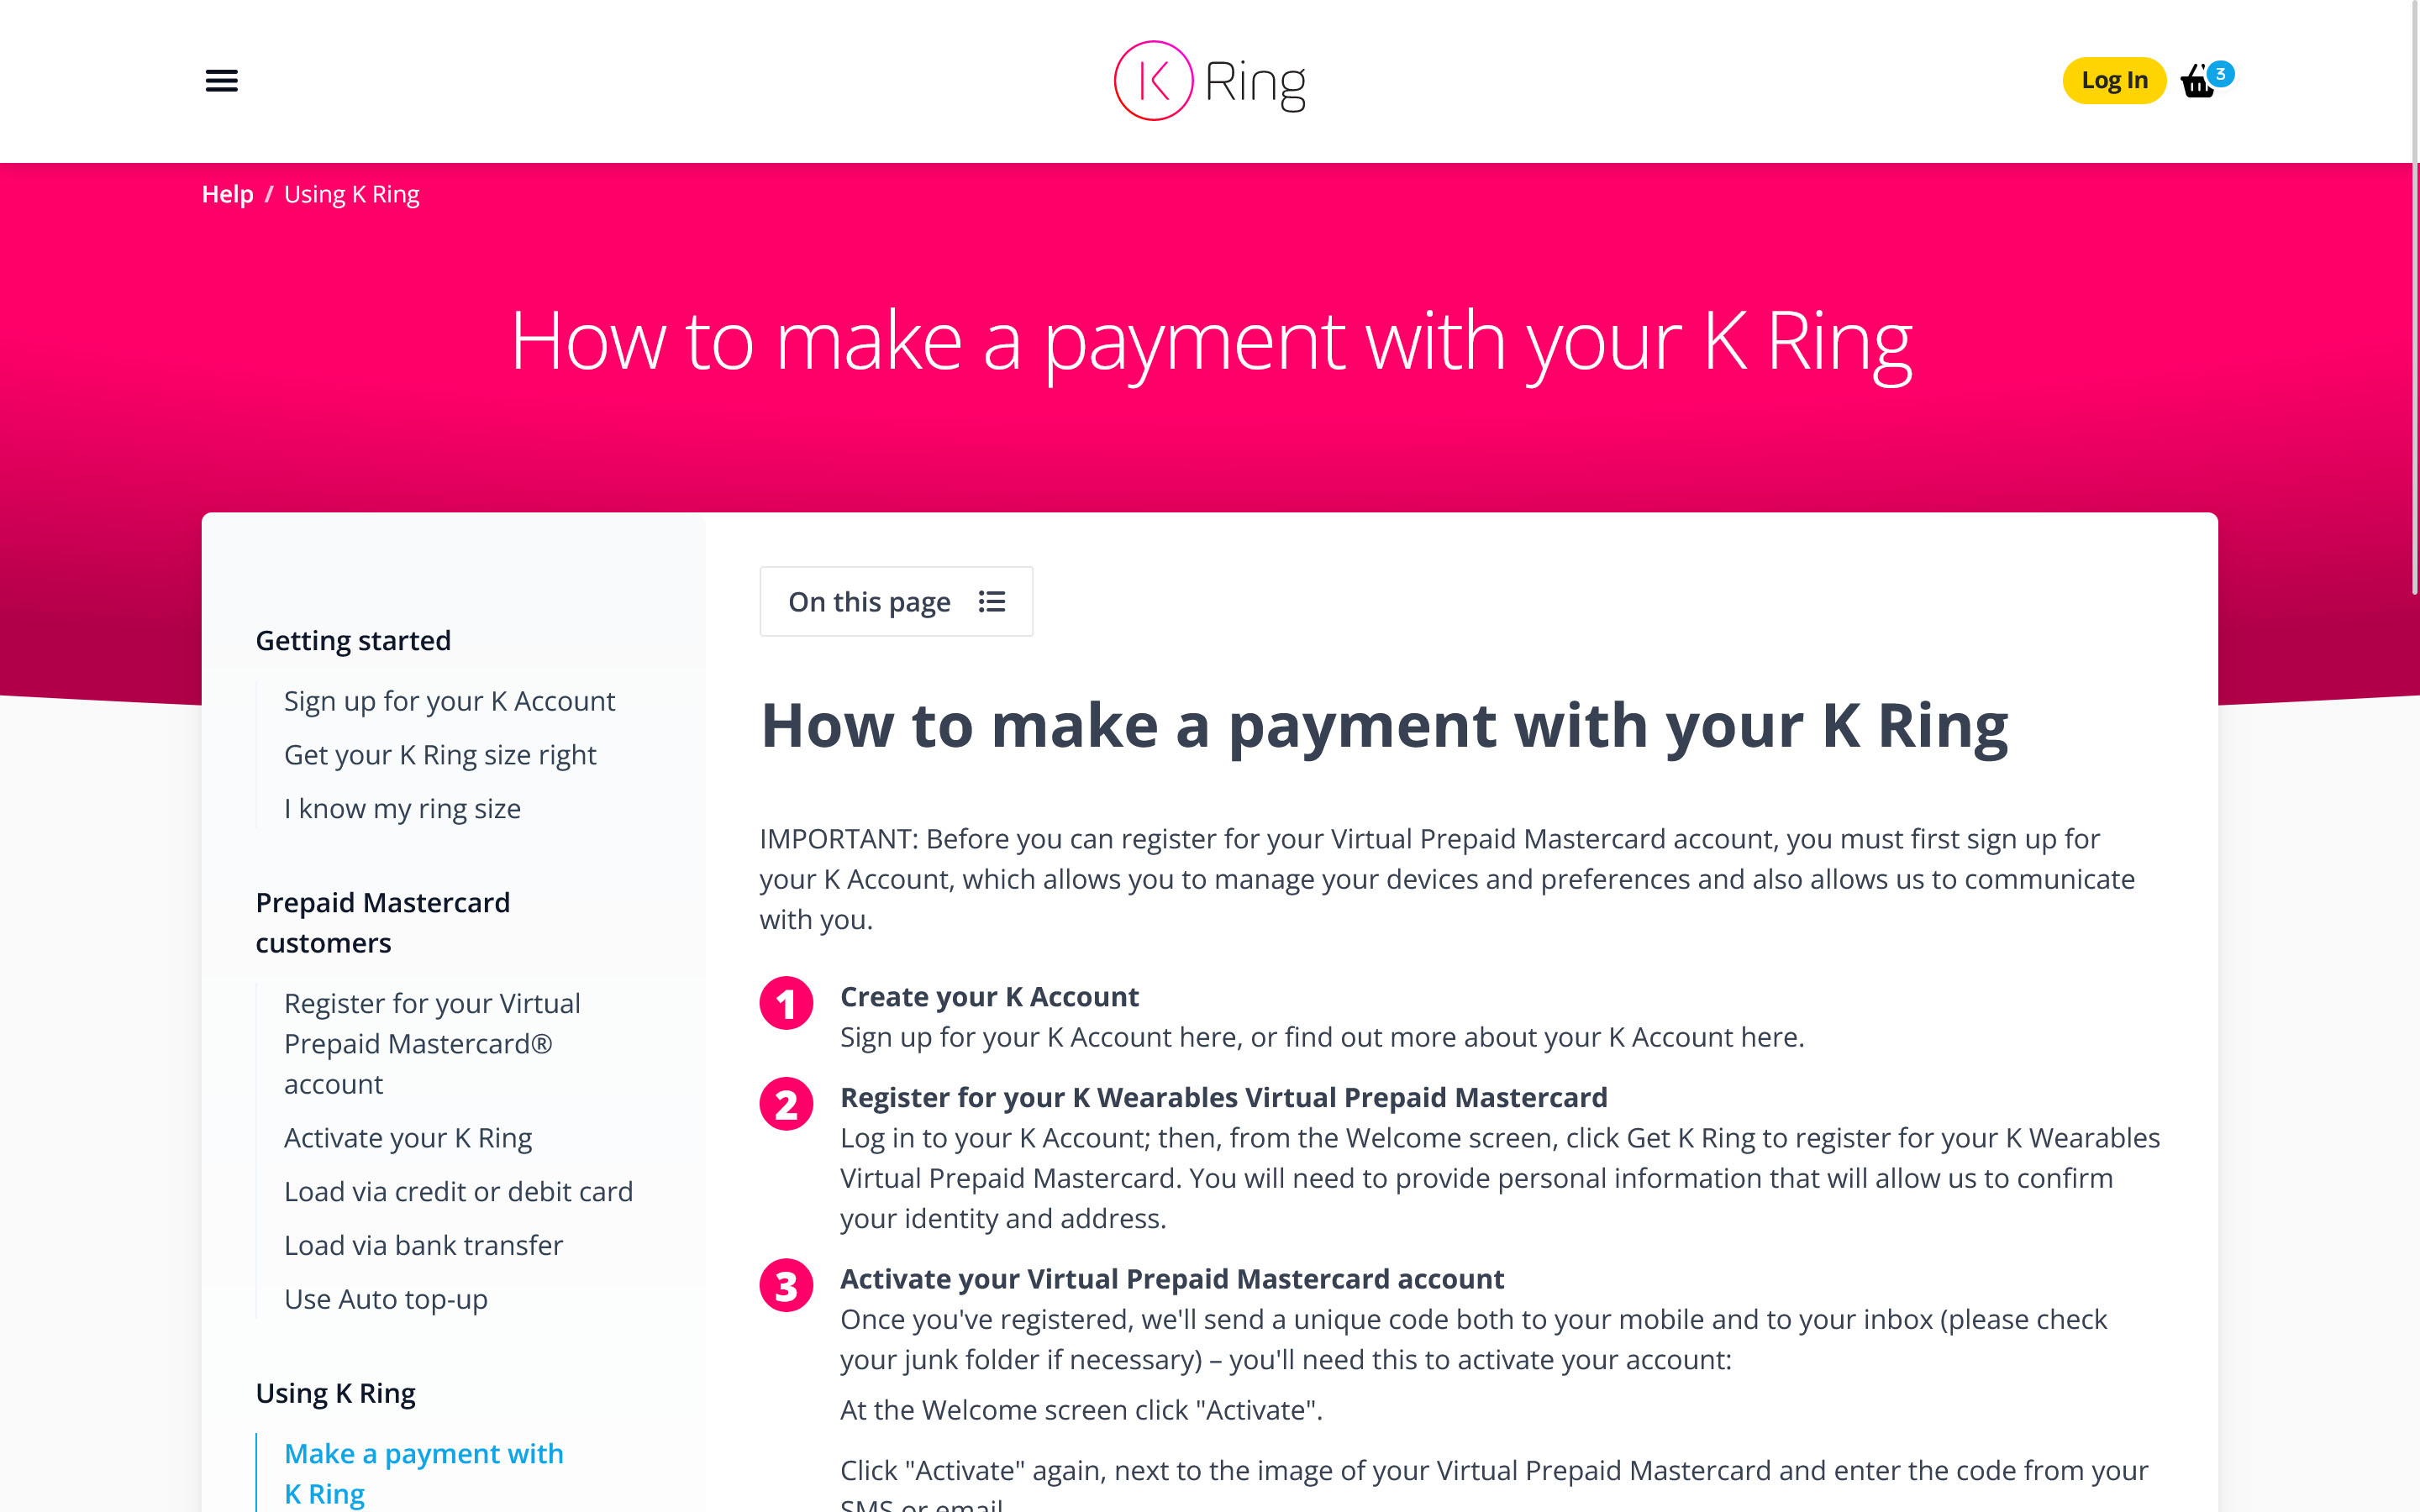 K Ring
Log In
3
Help / Using K Ring
How to make a payment with your K Ring
Getting started
Sign up for your K Account
Get your K Ring size right
I know my ring size
Prepaid Mastercard
customers
Register for your Virtual
Prepaid Mastercard®
account
Activate your K Ring
Load via credit or debit card
Load via bank transfer
Use Auto top-up
Using K Ring
Make a payment with
K Ring
On this page
How to make a payment with your K Ring
IMPORTANT: Before you can register for your Virtual Prepaid Mastercard account, you must first sign up for
your K Account, which allows you to manage your devices and preferences and also allows us to communicate
with you.
1 Create your K Account
Sign up for your K Account here, or find out more about your K Account here.
2 Register for your K Wearables Virtual Prepaid Mastercard
Log in to your K Account; then, from the Welcome screen, click Get K Ring to register for your K Wearables
Virtual Prepaid Mastercard. You will need to provide personal information that will allow us to confirm
your identity and address.
3 Activate your Virtual Prepaid Mastercard account
Once you've registered, we'll send a unique code both to your mobile and to your inbox (please check
your junk folder if necessary) – you'll need this to activate your account:
At the Welcome screen click "Activate".
Click "Activate" again, next to the image of your Virtual Prepaid Mastercard and enter the code from your
SMS or email